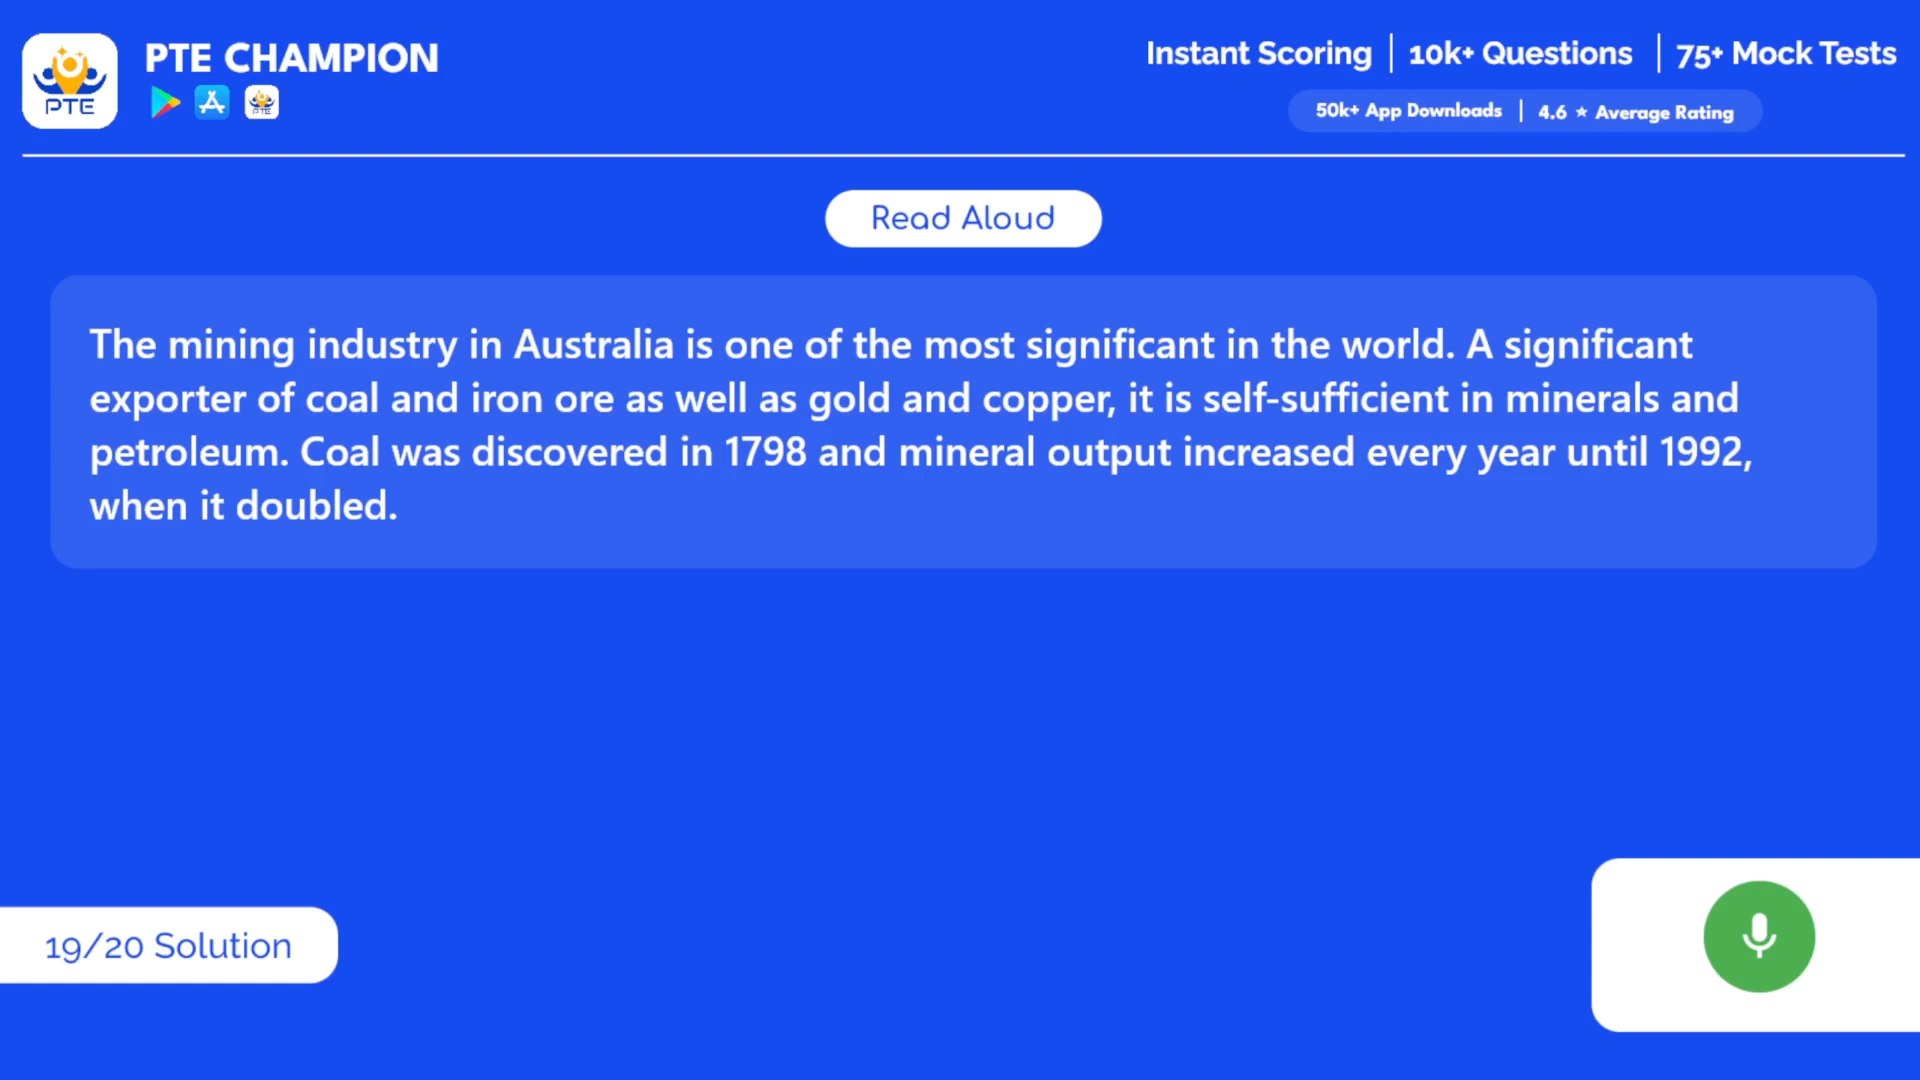 PTE CHAMPION
PTE
PTE
Instant Scoring | 10k+ Questions | 75+ Mock Tests
50k+ App Downloads | 4.6 ★ Average Rating
Read Aloud
The mining industry in Australia is one of the most significant in the world. A significant
exporter of coal and iron ore as well as gold and copper, it is self-sufficient in minerals and
petroleum. Coal was discovered in 1798 and mineral output increased every year until 1992,
when it doubled.
19/20 Solution